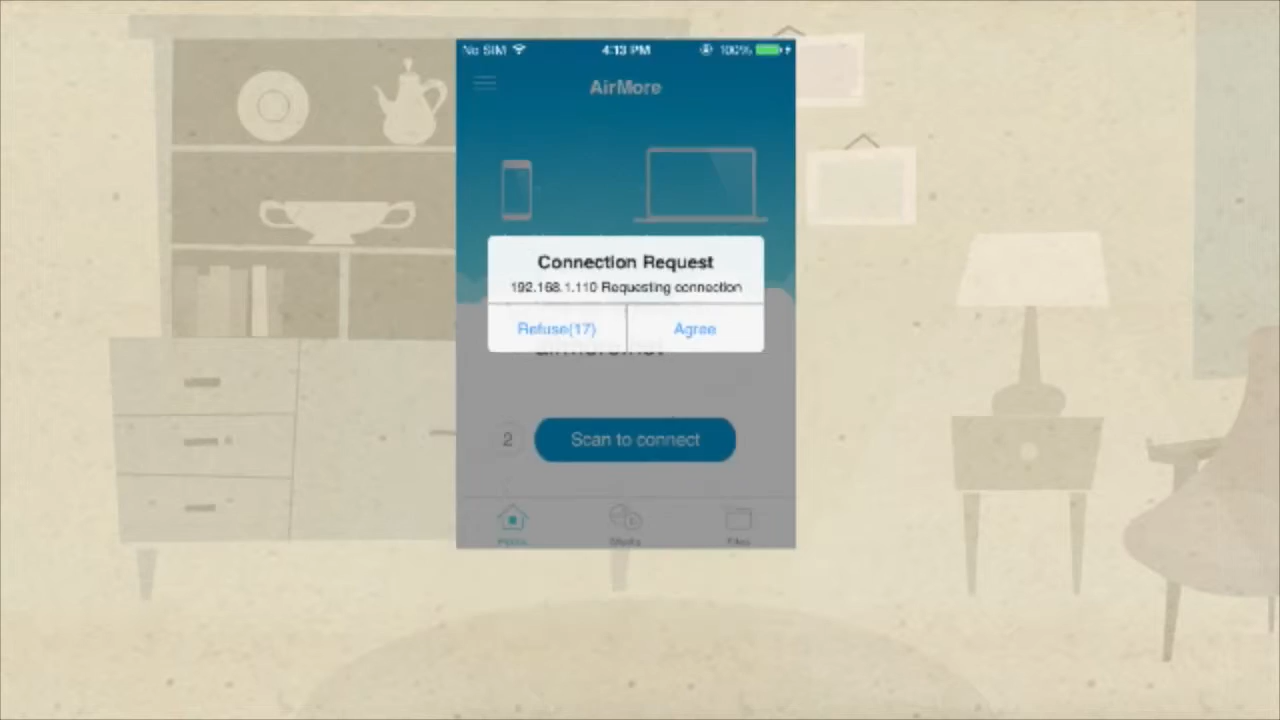 No SIM 4:13 PM 100%
AirMore
Connection Request
192.168.1.110 Requesting connection
Refuse(17) Agree
2 Scan to connect
Files